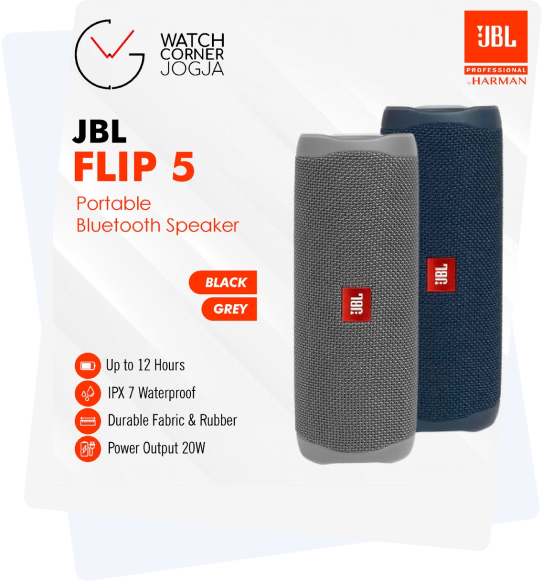 WATCH
CORNER
JOGJA
JBL
PROFESSIONAL
by HARMAN
JBL
FLIP 5
Portable
Bluetooth Speaker
BLACK
GREY
JBL
JBL
Up to 12 Hours
IPX 7 Waterproof
Durable Fabric & Rubber
Power Output 20W